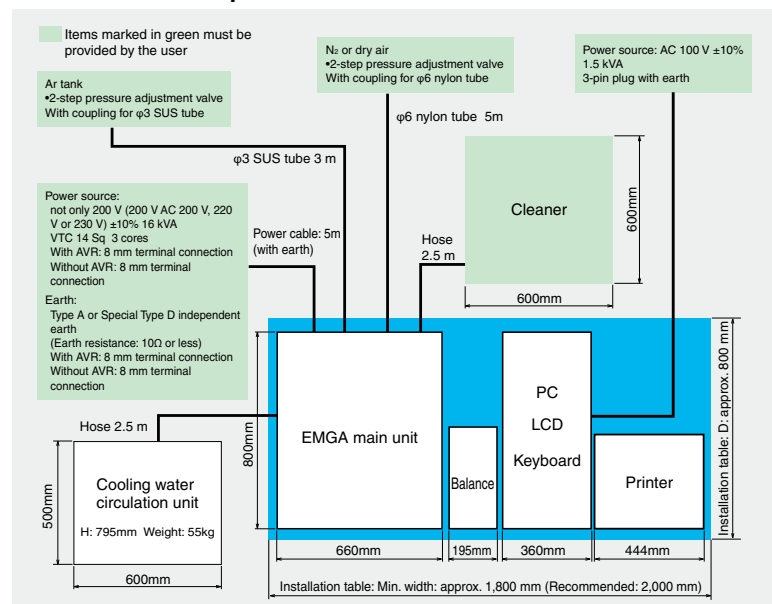 Items marked in green must be
provided by the user
Ar tank
•2-step pressure adjustment valve
With coupling for φ3 SUS tube
N₂ or dry air
•2-step pressure adjustment valve
With coupling for φ6 nylon tube
Power source: AC 100 V ±10%
1.5 kVA
3-pin plug with earth
φ6 nylon tube 5m
φ3 SUS tube 3 m
Power source:
not only 200 V (200 V AC 200 V, 220
V or 230 V) ±10% 16 kVA
VTC 14 Sq 3 cores
With AVR: 8 mm terminal connection
Without AVR: 8 mm terminal
connection
Earth:
Type A or Special Type D independent
earth
(Earth resistance: 10Ω or less)
With AVR: 8 mm terminal connection
Without AVR: 8 mm terminal
connection
Power cable: 5m
(with earth)
Hose
2.5 m
Cleaner
600mm
600mm
Hose 2.5 m
Cooling water
circulation unit
H: 795mm Weight: 55kg
500mm
600mm
800mm
EMGA main unit
660mm
Balance
195mm
PC
LCD
Keyboard
360mm
Printer
444mm
Installation table: D: approx. 800 mm
Installation table: Min. width: approx. 1,800 mm (Recommended: 2,000 mm)